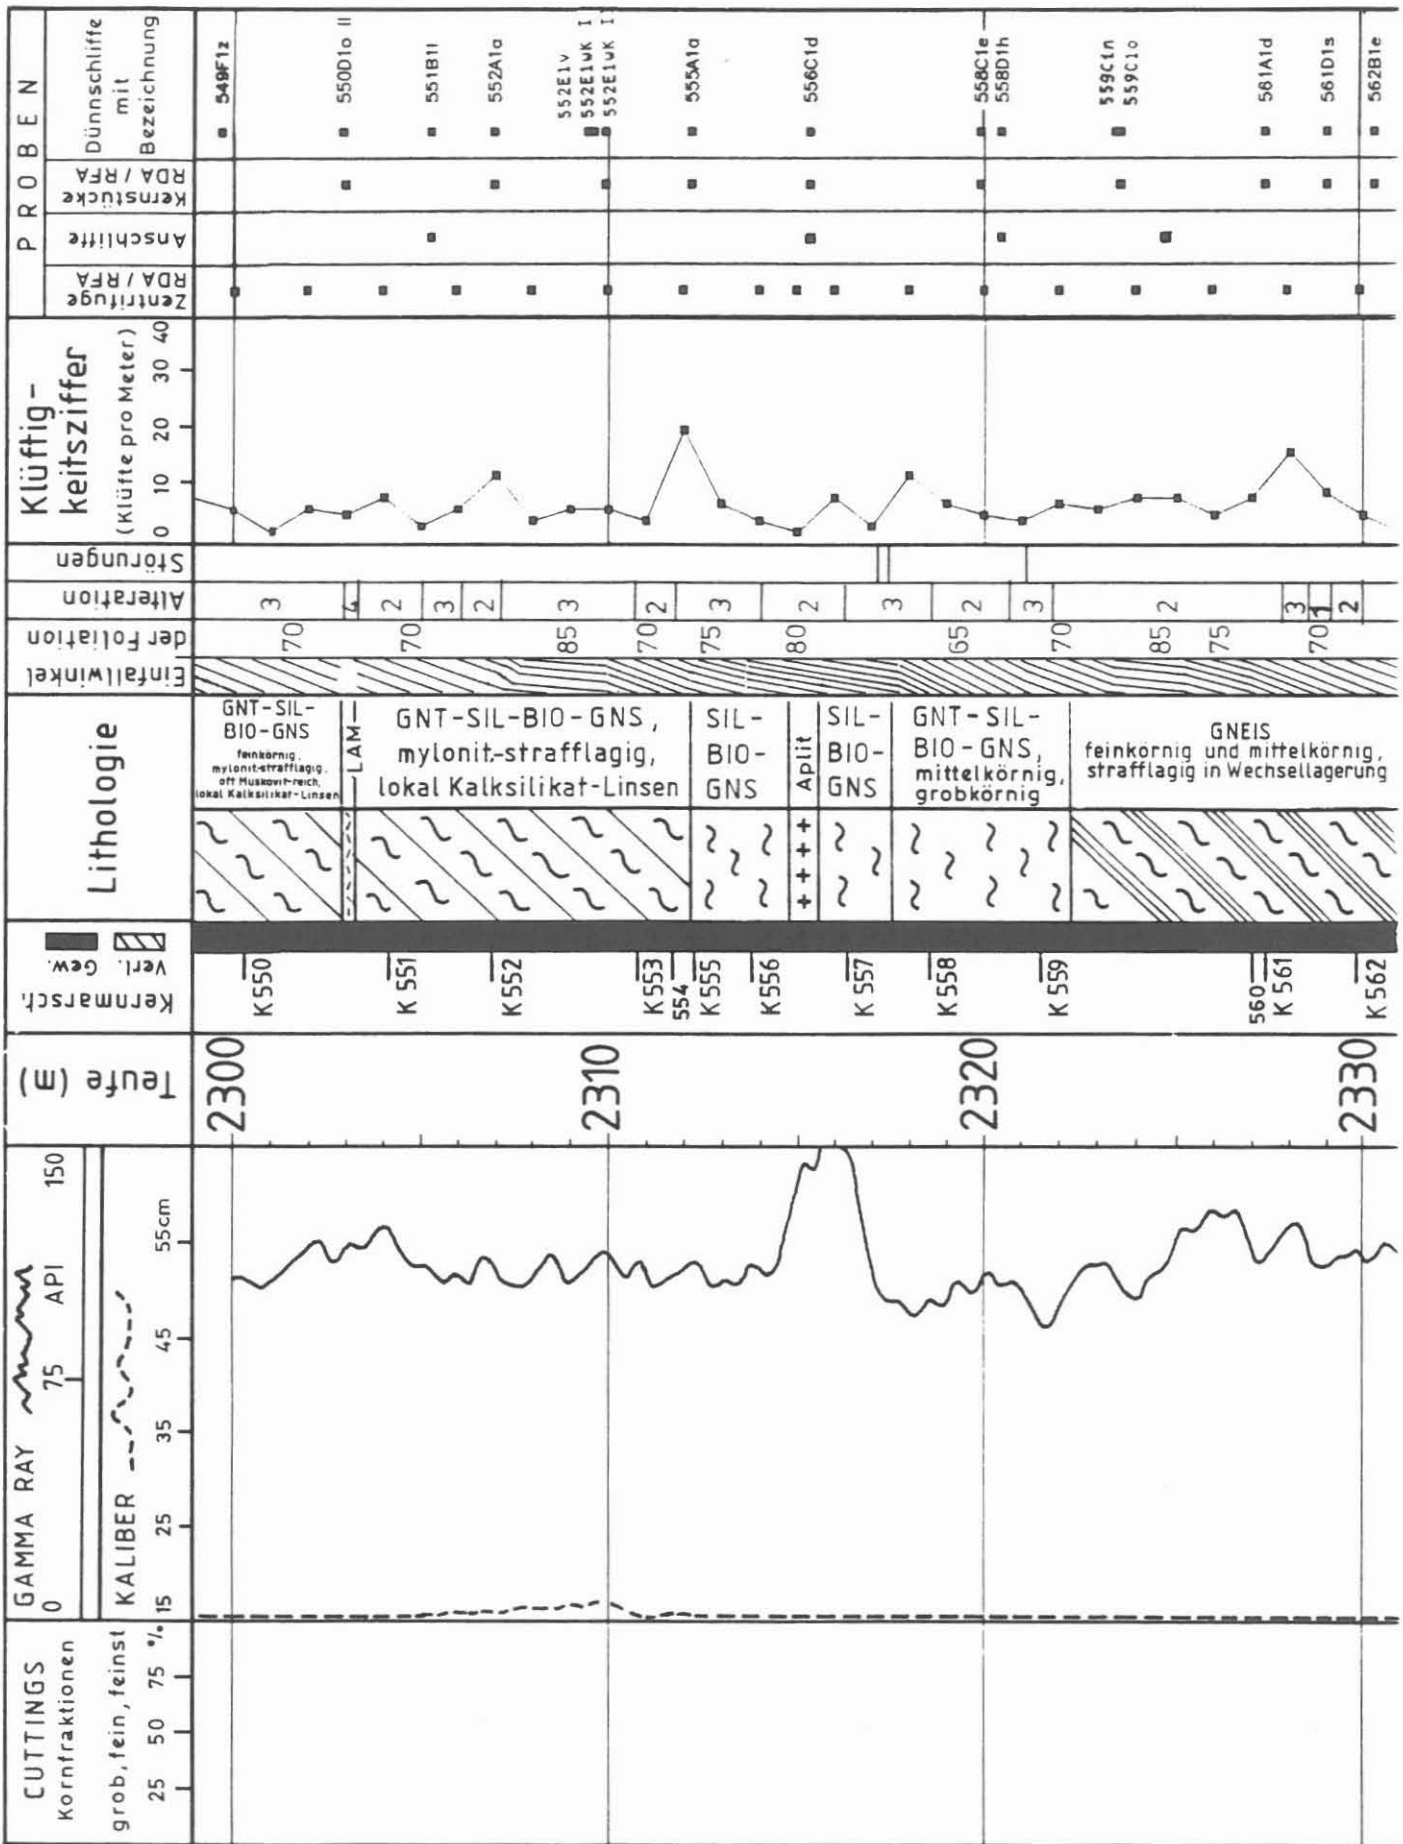 PROBEN
Dünnschliffe
mit
Bezeichnung
549F1z
550D1o II
551B1l
552A1a
552E1v
552E1wK I
552E1wK I
555A1a
556C1d
558C1e
558D1h
559C1n
559C1o
561A1d
561D1s
562B1e
Kernstücke
RDA / RFA
Anschliffe
Zentrifuge
RDA / RFA
Klüftig-
keitsziffer
(Klüfte pro Meter)
0 10 20 30 40
Störungen
Alteration
3 4 2 3 2 3 2 3 2 3 2 3 2 3 1 2
Einfallwinkel
der Foliation
70 70 85 70 75 80 65 70 85 75 70
Lithologie
GNT-SIL-
BIO-GNS
feinkörnig,
mylonit-strafflagig,
oft Muskovit-reich,
lokal Kalksilikat-Linsen
LAM
GNT-SIL-BIO-GNS,
mylonit-strafflagig,
lokal Kalksilikat-Linsen
SIL-
BIO-
GNS
Aplit
SIL-
BIO-
GNS
GNT-SIL-
BIO-GNS,
mittelkörnig,
grobkörnig
GNEIS
feinkörnig und mittelkörnig,
strafflagig in Wechsellagerung
Kernmarsch.
Gew.
Verl.
K 550
K 551
K 552
K 553
554
K 555
K 556
K 557
K 558
K 559
560
K 561
K 562
Teufe (m)
2300
2310
2320
2330
GAMMA RAY
0 75 API 150
KALIBER
15 25 35 45 55cm
CUTTINGS
Kornfraktionen
grob, fein, feinst
25 50 75 %